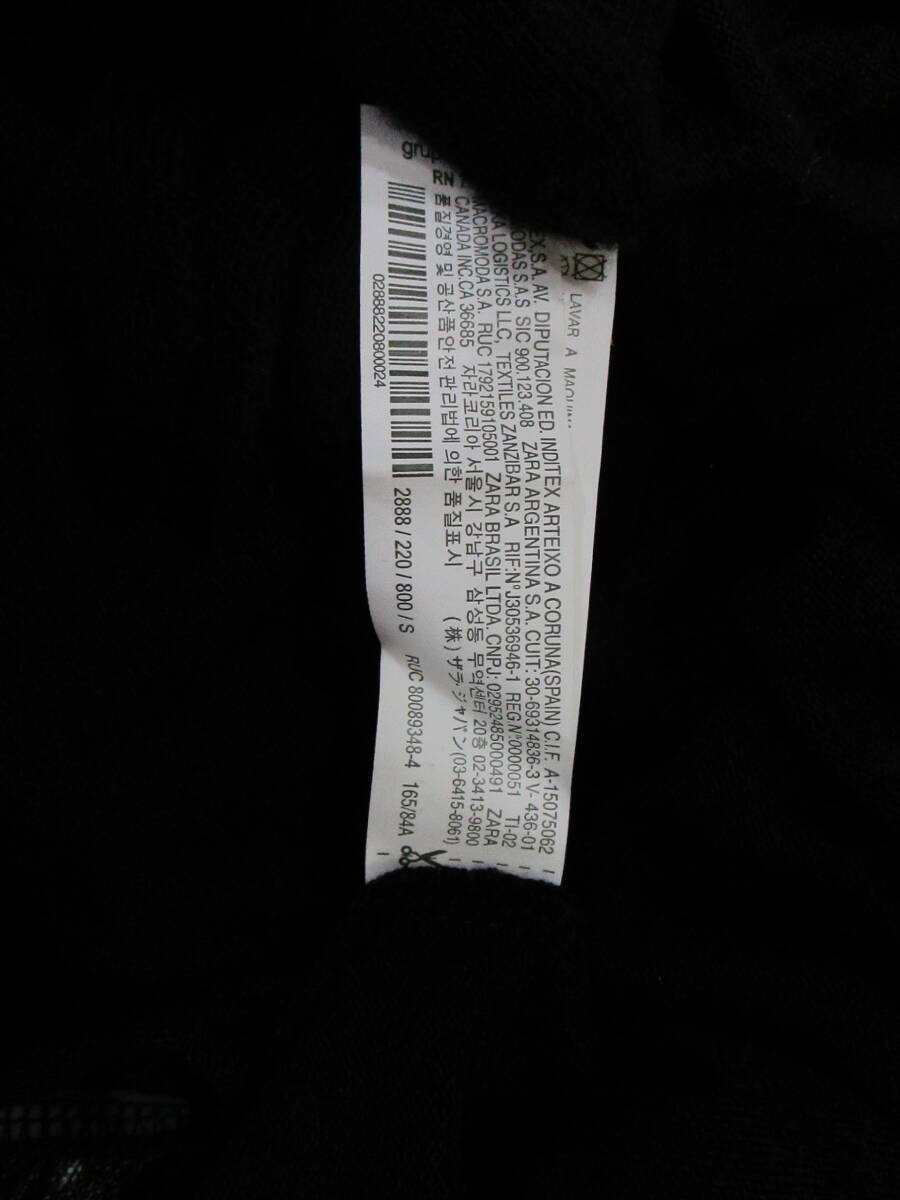 LAVAR A
EX,S.A. AV. DIPUTACION ED. INDITEX ARTEIXO A CORUNA(SPAIN) C.I.F. A-15075062
ODAS S.A.S SIC 900.123.408 ZARA ARGENTINA S.A. CUIT: 30-69314836-3 V- 436-01
LOGISTICS LLC, TEXTILES ZANZIBAR S.A RIF:Nº J30536946-1 REG.Nº0000051 TI-02
MACROMODA S.A. RUC 1792159105001 ZARA BRASIL LTDA. CNPJ: 02952485000491 ZARA
CANADA INC.CA 36685 자라코리아 서울시 강남구 삼성동 무역센터 20층 02-3413-9800
RN 품질경영 및 공산품안전 관리법에 의한 품질표시 (株) ザラ・ジャパン(03-6415-8061)
2888 / 220 / 800 / S RUC 80089348-4 165/84A
02888220800024